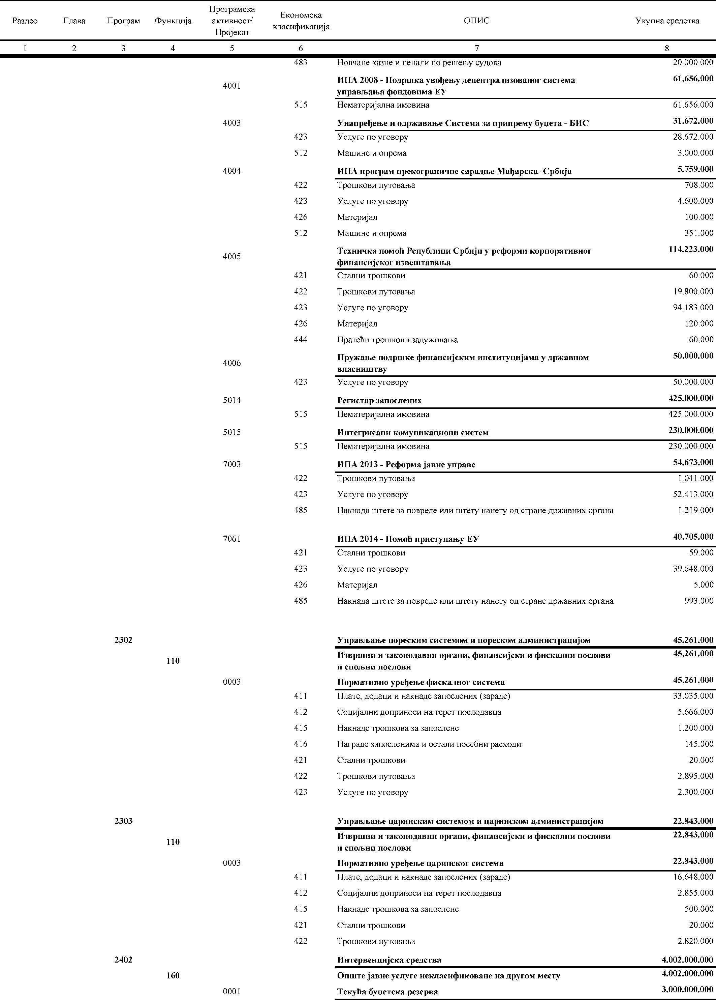 Раздео Глава Програм Функција Програмска активност/ Пројекат Економска класификација ОПИС Укупна средства
1 2 3 4 5 6 7 8
483 Новчане казне и пенали по решењу судова 20.000.000
4001 ИПА 2008 - Подршка увођењу децентрализованог система 61.656.000
управљања фондовима ЕУ
515 Нематеријална имовина 61.656.000
4003 Унапређење и одржавање Система за припрему буџета - БИС 31.672.000
423 Услуге по уговору 28.672.000
512 Машине и опрема 3.000.000
4004 ИПА програм прекограничне сарадње Мађарска- Србија 5.759.000
422 Трошкови путовања 708.000
423 Услуге по уговору 4.600.000
426 Материјал 100.000
512 Машине и опрема 351.000
4005 Техничка помоћ Републици Србији у реформи корпоративног 114.223.000
финансијског извештавања
421 Стални трошкови 60.000
422 Трошкови путовања 19.800.000
423 Услуге по уговору 94.183.000
426 Материјал 120.000
444 Пратећи трошкови задуживања 60.000
4006 Пружање подршке финансијским институцијама у државном 50.000.000
власништву
423 Услуге по уговору 50.000.000
5014 Регистар запослених 425.000.000
515 Нематеријална имовина 425.000.000
5015 Интегрисани комуникациони систем 230.000.000
515 Нематеријална имовина 230.000.000
7003 ИПА 2013 - Реформа јавне управе 54.673.000
422 Трошкови путовања 1.041.000
423 Услуге по уговору 52.413.000
485 Накнада штете за повреде или штету нанету од стране државних органа 1.219.000
7061 ИПА 2014 - Помоћ приступању ЕУ 40.705.000
421 Стални трошкови 59.000
423 Услуге по уговору 39.648.000
426 Материјал 5.000
485 Накнада штете за повреде или штету нанету од стране државних органа 993.000
2302 Управљање пореским системом и пореском администрацијом 45.261.000
110 Извршни и законодавни органи, финансијски и фискални послови 45.261.000
и спољни послови
0003 Нормативно уређење фискалног система 45.261.000
411 Плате, додаци и накнаде запослених (зараде) 33.035.000
412 Социјални доприноси на терет послодавца 5.666.000
415 Накнаде трошкова за запослене 1.200.000
416 Награде запосленима и остали посебни расходи 145.000
421 Стални трошкови 20.000
422 Трошкови путовања 2.895.000
423 Услуге по уговору 2.300.000
2303 Управљање царинским системом и царинском администрацијом 22.843.000
110 Извршни и законодавни органи, финансијски и фискални послови 22.843.000
и спољни послови
0003 Нормативно уређење царинског система 22.843.000
411 Плате, додаци и накнаде запослених (зараде) 16.648.000
412 Социјални доприноси на терет послодавца 2.855.000
415 Накнаде трошкова за запослене 500.000
421 Стални трошкови 20.000
422 Трошкови путовања 2.820.000
2402 Интервенцијска средства 4.002.000.000
160 Опште јавне услуге некласификоване на другом месту 4.002.000.000
0001 Текућа буџетска резерва 3.000.000.000